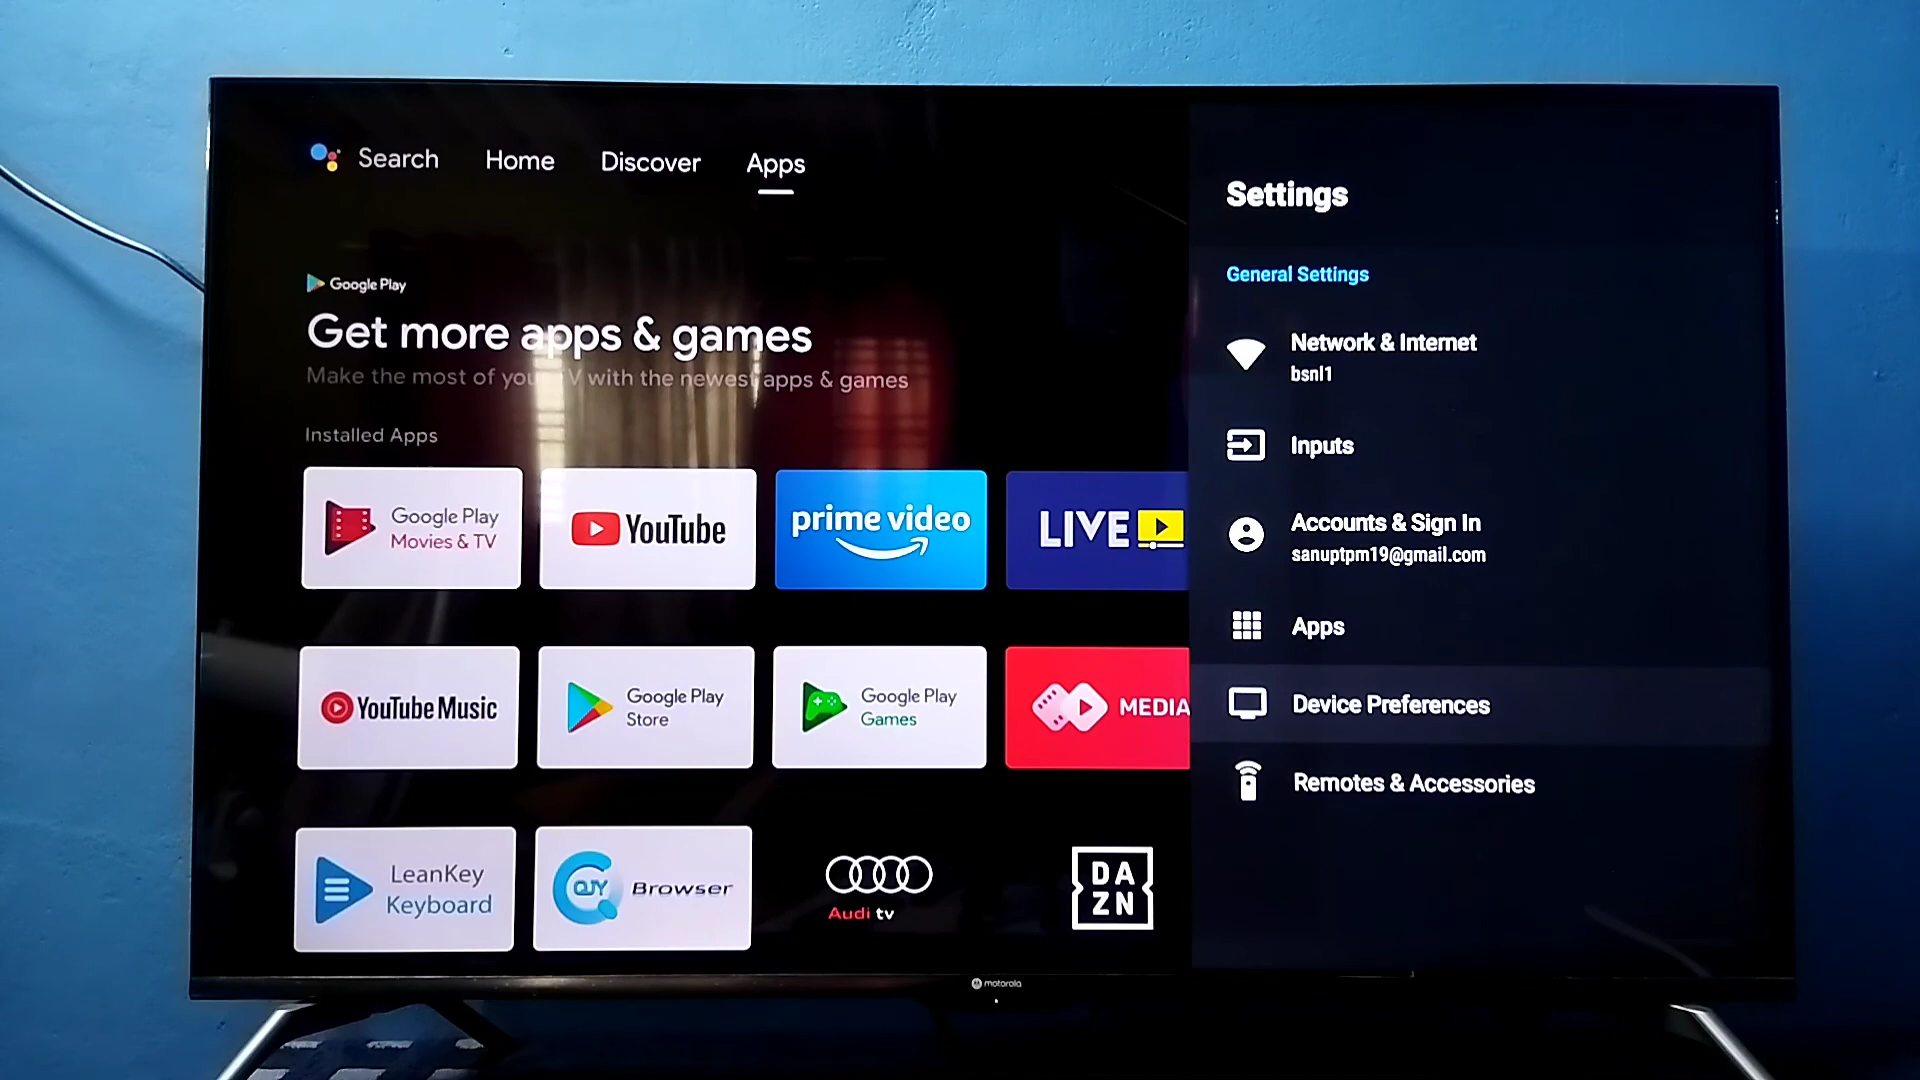 Search Home Discover Apps
Google Play
Get more apps & games
Make the most of your TV with the newest apps & games
Installed Apps
Google Play
Movies & TV
YouTube
prime video
LIVE
YouTube Music
Google Play
Store
Google Play
Games
MEDIA
LeanKey
Keyboard
QJY Browser
Audi tv
DA
ZN
Settings
General Settings
Network & Internet
bsnl1
Inputs
Accounts & Sign In
sanuptpm19@gmail.com
Apps
Device Preferences
Remotes & Accessories
motorola